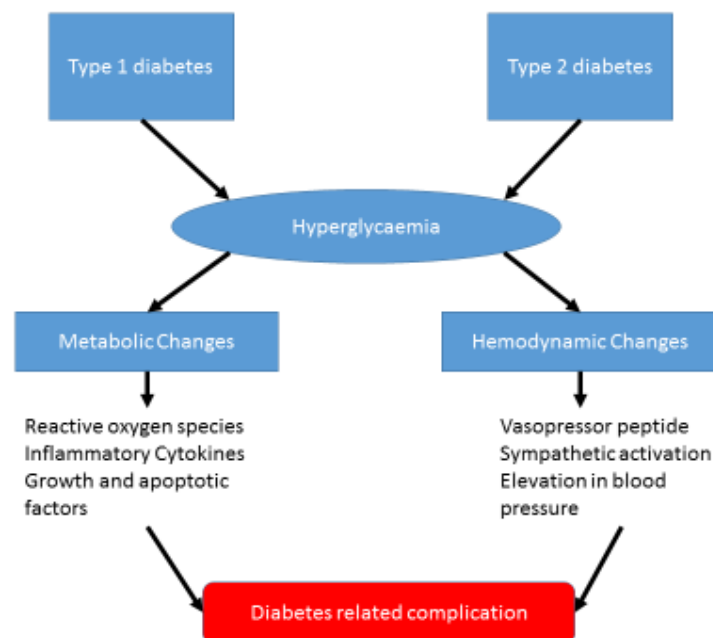 Type 1 diabetes
Type 2 diabetes
Hyperglycaemia
Metabolic Changes
Hemodynamic Changes
Reactive oxygen species
Inflammatory Cytokines
Growth and apoptotic
factors
Vasopressor peptide
Sympathetic activation
Elevation in blood
pressure
Diabetes related complication